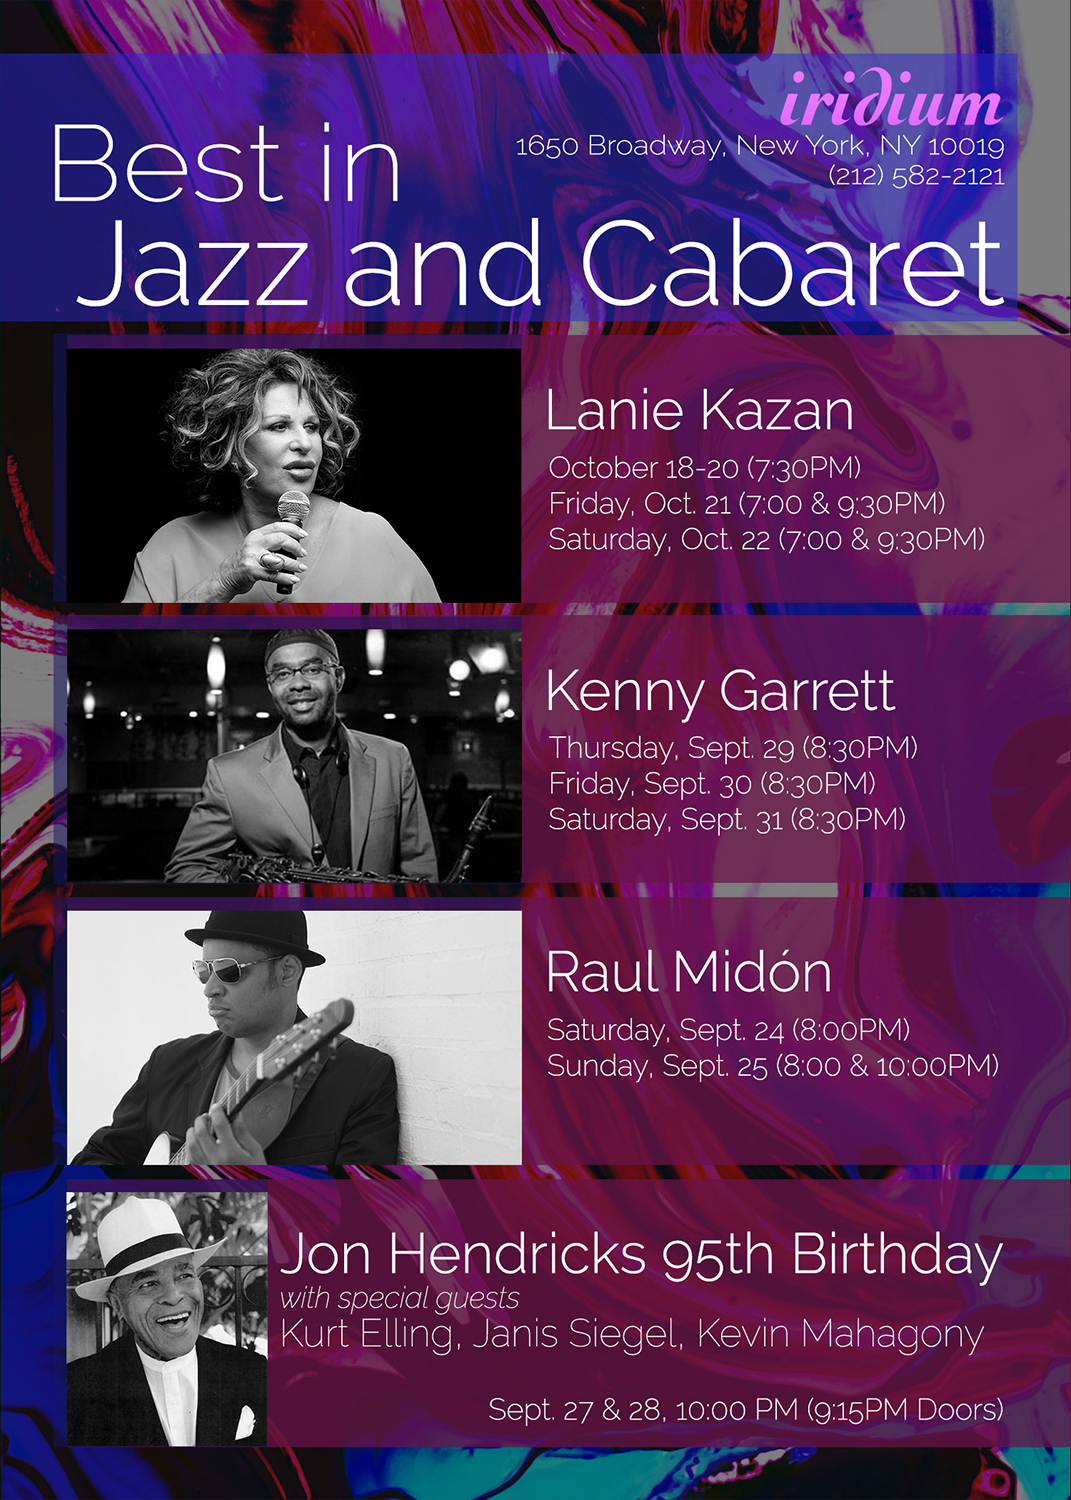 iridium
1650 Broadway, New York, NY 10019
(212) 582-2121
Best in
Jazz and Cabaret
Lanie Kazan
October 18-20 (7:30PM)
Friday, Oct. 21 (7:00 & 9:30PM)
Saturday, Oct. 22 (7:00 & 9:30PM)
Kenny Garrett
Thursday, Sept. 29 (8:30PM)
Friday, Sept. 30 (8:30PM)
Saturday, Sept. 31 (8:30PM)
Raul Midón
Saturday, Sept. 24 (8:00PM)
Sunday, Sept. 25 (8:00 & 10:00PM)
Jon Hendricks 95th Birthday
with special guests
Kurt Elling, Janis Siegel, Kevin Mahagony
Sept. 27 & 28, 10:00 PM (9:15PM Doors)